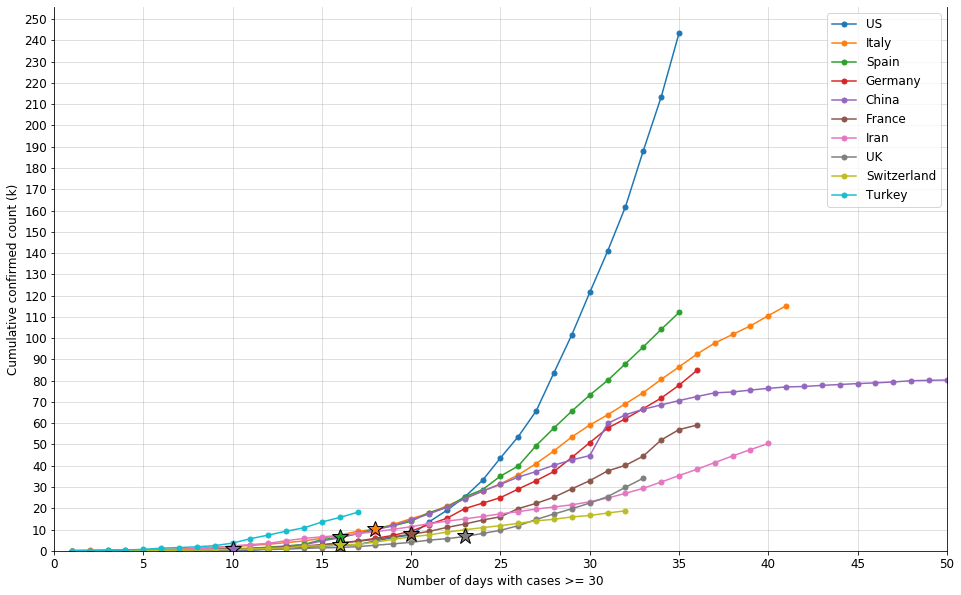 250
240
230
220
210
200
190
180
170
160
150
140
130
120
110
100
90
80
70
60
50
40
30
20
10
0
Cumulative confirmed count (k)
US
Italy
Spain
Germany
China
France
Iran
UK
Switzerland
Turkey
0 5 10 15 20 25 30 35 40 45 50
Number of days with cases >= 30